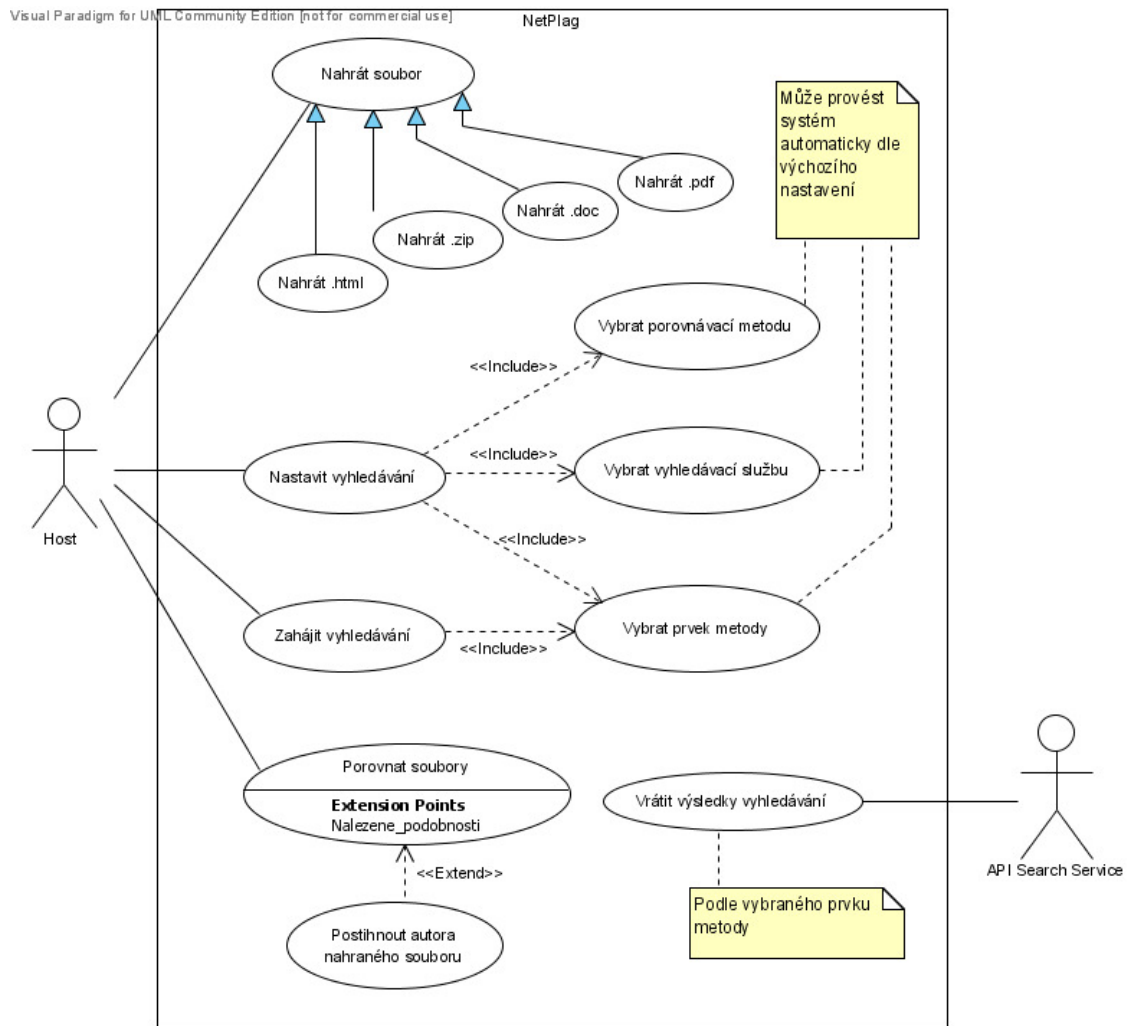 Visual Paradigm for UML Community Edition [not for commercial use]
NetPlag
Nahrát soubor
Může provést
systém
automaticky dle
výchozího
nastavení
Nahrát .pdf
Nahrát .doc
Nahrát .zip
Nahrát .html
Vybrat porovnávací metodu
<<Include>>
Nastavit vyhledávání
<<Include>>
Vybrat vyhledávací službu
Host
<<Include>>
Zahájit vyhledávání
<<Include>>
Vybrat prvek metody
Porovnat soubory
Extension Points
Nalezene_podobnosti
Vrátit výsledky vyhledávání
API Search Service
<<Extend>>
Podle vybraného prvku
metody
Postihnout autora
nahraného souboru